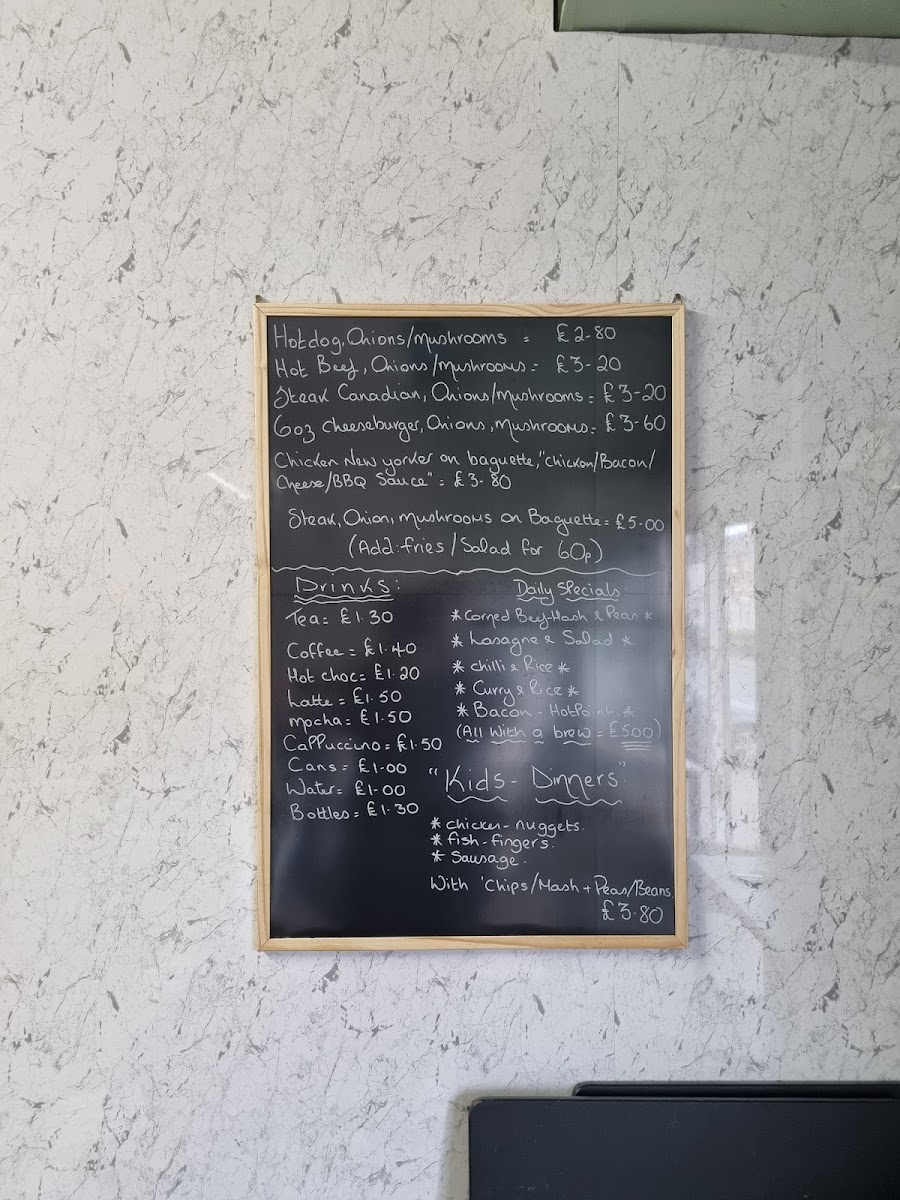 Hotdog, Onions/Mushrooms = £2-80
Hot Beef, Onions/Mushrooms = £3-20
Steak Canadian, Onions/Mushrooms = £3-20
6oz Cheeseburger, Onions, Mushrooms = £3-60
Chicken New yorker on baguette, "chicken/Bacon/
Cheese/BBQ Sauce" = £3-80
Steak, Onion, Mushrooms on Baguette = £5-00
(Add fries/Salad for 60p)
Drinks:
Tea = £1.30
Coffee = £1.40
Hot choc = £1.20
Latte = £1.50
Mocha = £1.50
Cappuccino = £1.50
Cans = £1-00
Water = £1-00
Bottles = £1.30
Daily Specials
* Corned Beef-Hash & Peas *
* Lasagne & Salad *
* Chilli & Rice *
* Curry & Rice *
* Bacon - HotPoint *
(All with a brew = £500)
"Kids - Dinners"
* chicken - nuggets.
* fish - fingers.
* Sausage.
With 'Chips/Mash + Peas/Beans
£3.80